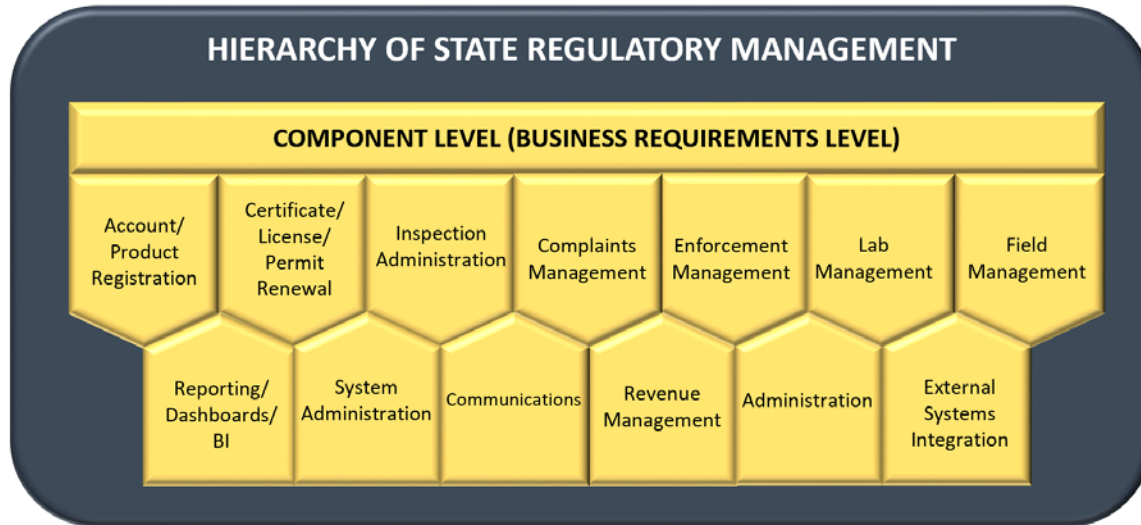 HIERARCHY OF STATE REGULATORY MANAGEMENT
COMPONENT LEVEL (BUSINESS REQUIREMENTS LEVEL)
Account/
Product
Registration
Certificate/
License/
Permit
Renewal
Inspection
Administration
Complaints
Management
Enforcement
Management
Lab
Management
Field
Management
Reporting/
Dashboards/
BI
System
Administration
Communications
Revenue
Management
Administration
External
Systems
Integration